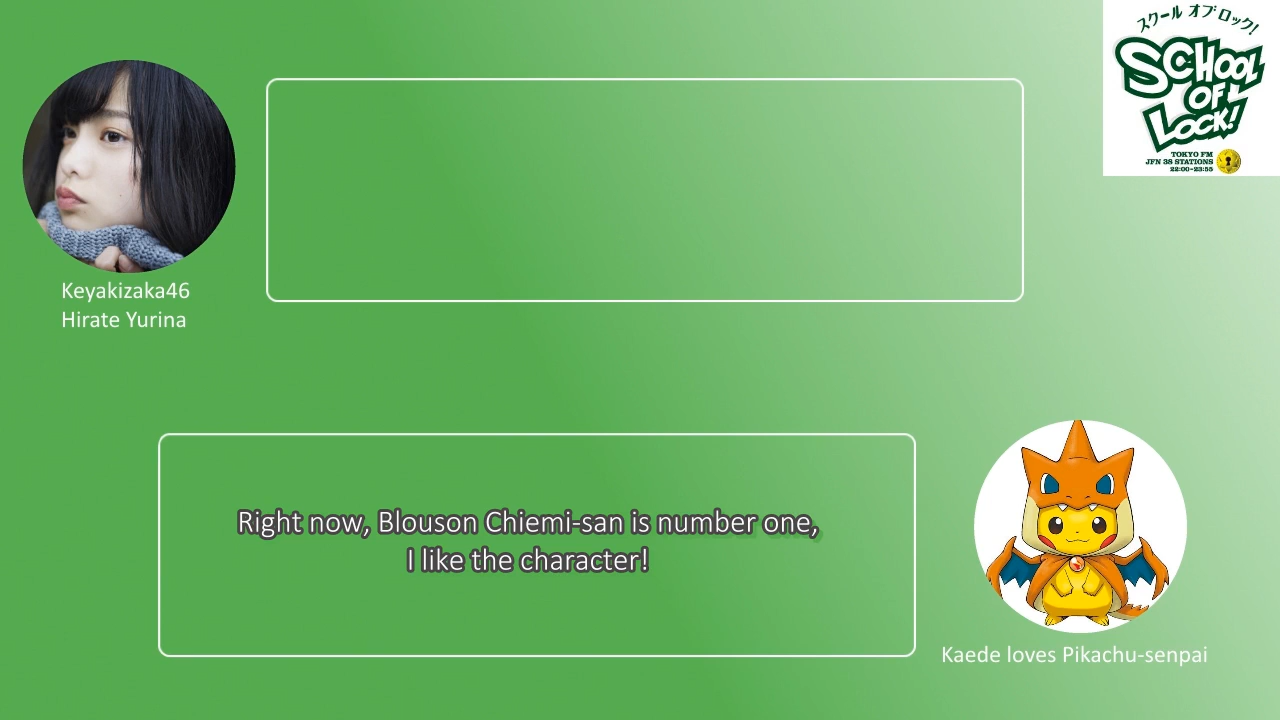 スクール オブ ロック!
SCHOOL
OF
LOCK!
TOKYO FM
JFN 38 STATIONS
22:00-23:55
Keyakizaka46
Hirate Yurina
Right now, Blouson Chiemi-san is number one,
I like the character!
Kaede loves Pikachu-senpai